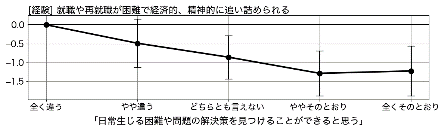 [経験] 就職や再就職が困難で経済的、精神的に追い詰められる
0.0
−0.5
−1.0
−1.5
全く違う やや違う どちらとも言えない ややそのとおり 全くそのとおり
「日常生じる困難や問題の解決策を見つけることができると思う」